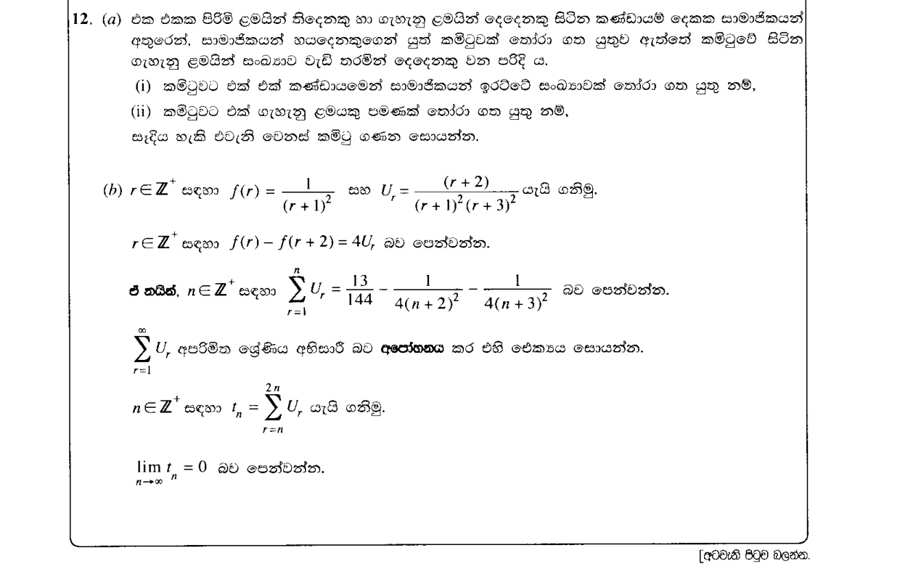 12. (a) එක එකක පිරිමි ළමයින් තිදෙනකු හා ගැහැනු ළමයින් දෙදෙනකු සිටින කණ්ඩායම් දෙකක සාමාජිකයන්
අතුරෙන්, සාමාජිකයන් හයදෙනකුගෙන් යුත් කමිටුවක් තෝරා ගත යුතුව ඇත්තේ කමිටුවේ සිටින
ගැහැනු ළමයින් සංඛ්‍යාව වැඩි තරමින් දෙදෙනකු වන පරිදි ය.
(i) කමිටුවට එක් එක් කණ්ඩායමෙන් සාමාජිකයන් ඉරට්ටේ සංඛ්‍යාවක් තෝරා ගත යුතු නම්,
(ii) කමිටුවට එක් ගැහැනු ළමයකු පමණක් තෝරා ගත යුතු නම්,
සෑදිය හැකි එවැනි වෙනස් කමිටු ගණන සොයන්න.
(b) r ∈ ℤ⁺ සඳහා f(r) = 1/(r + 1)² සහ U_r = (r + 2)/((r + 1)² (r + 3)²) යැයි ගනිමු.
r ∈ ℤ⁺ සඳහා f(r) − f(r + 2) = 4U_r බව පෙන්වන්න.
ඒ නයින්, n ∈ ℤ⁺ සඳහා ∑_{r=1}^{n} U_r = 13/144 − 1/(4(n + 2)²) − 1/(4(n + 3)²) බව පෙන්වන්න.
∑_{r=1}^{∞} U_r අපරිමිත ශ්‍රේණිය අභිසාරී බව අපෝහනය කර එහි ඓක්‍යය සොයන්න.
n ∈ ℤ⁺ සඳහා t_n = ∑_{r=n}^{2n} U_r යැයි ගනිමු.
lim_{n→∞} t_n = 0 බව පෙන්වන්න.
[අටවැනි පිටුව බලන්න.